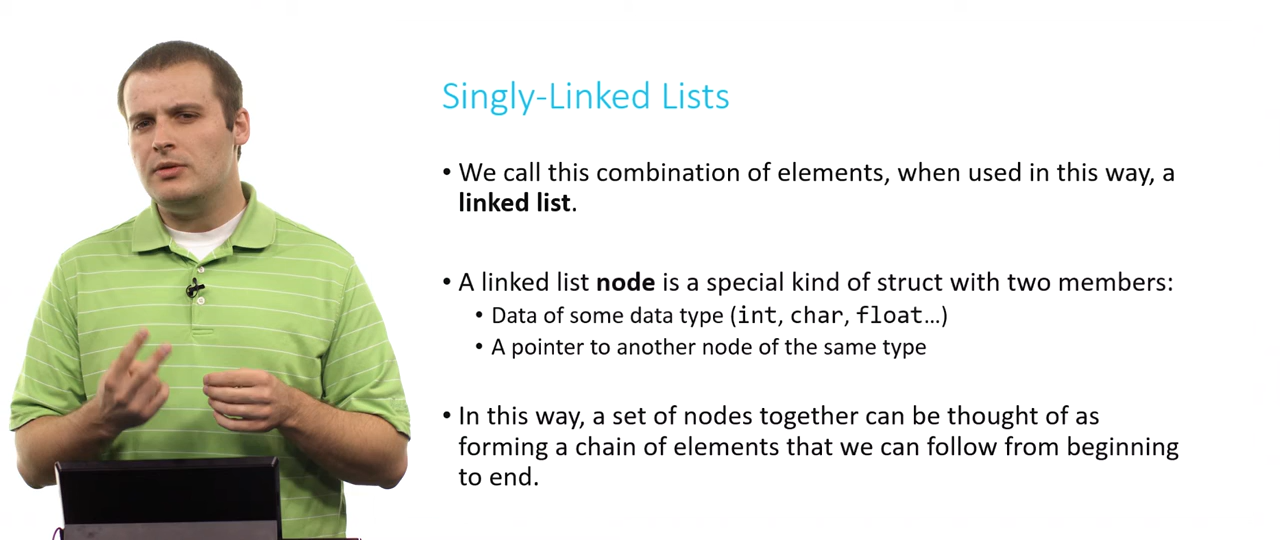 Singly-Linked Lists
• We call this combination of elements, when used in this way, a
linked list.
• A linked list node is a special kind of struct with two members:
• Data of some data type (int, char, float…)
• A pointer to another node of the same type
• In this way, a set of nodes together can be thought of as
forming a chain of elements that we can follow from beginning
to end.